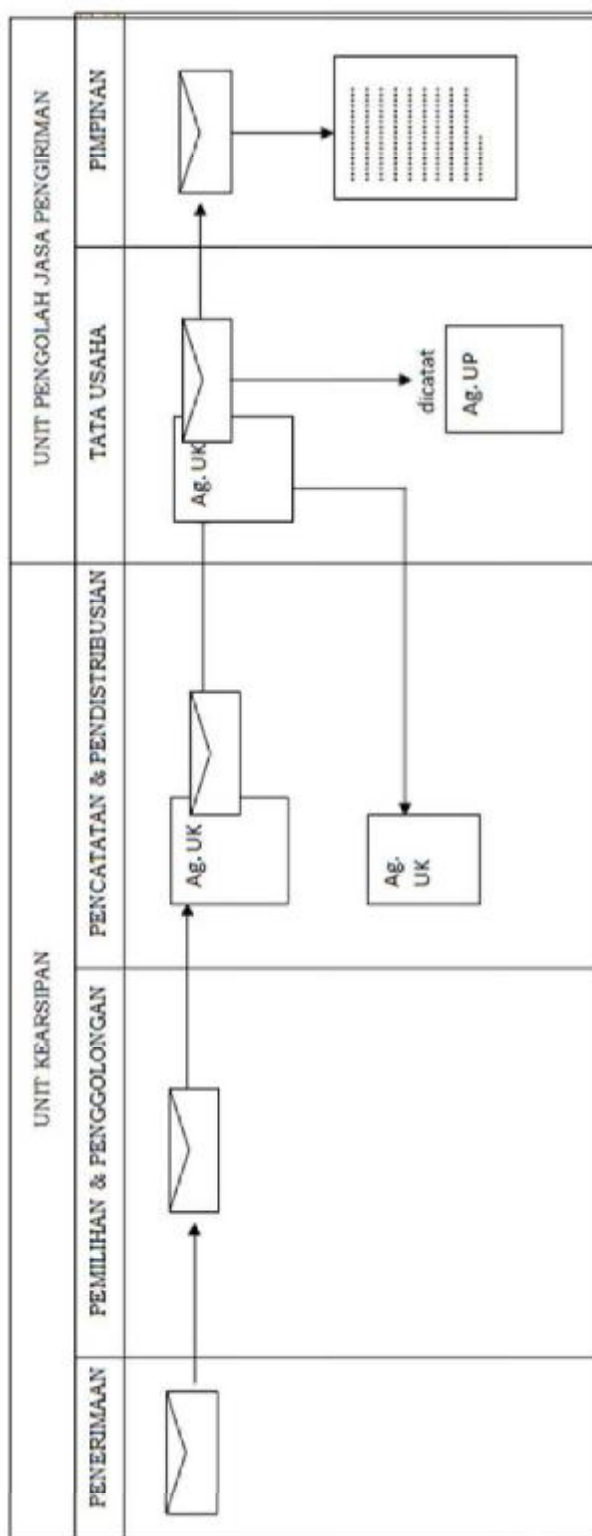 UNIT KEARSIPAN
UNIT PENGOLAH JASA PENGIRIMAN
PENERIMAAN
PEMILIHAN & PENGGOLONGAN
PENCATATAN & PENDISTRIBUSIAN
TATA USAHA
PIMPINAN
Ag. UK
Ag. UK
Ag.
UK
dicatat
Ag. UP